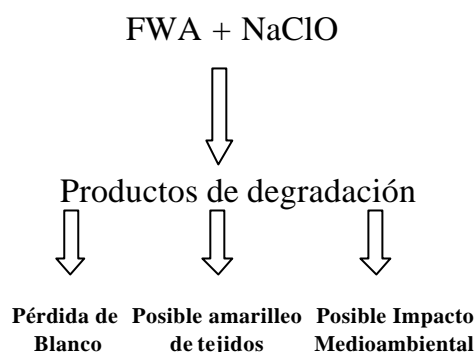 FWA + NaClO
Productos de degradación
Pérdida de Blanco
Posible amarilleo de tejidos
Posible Impacto Medioambiental